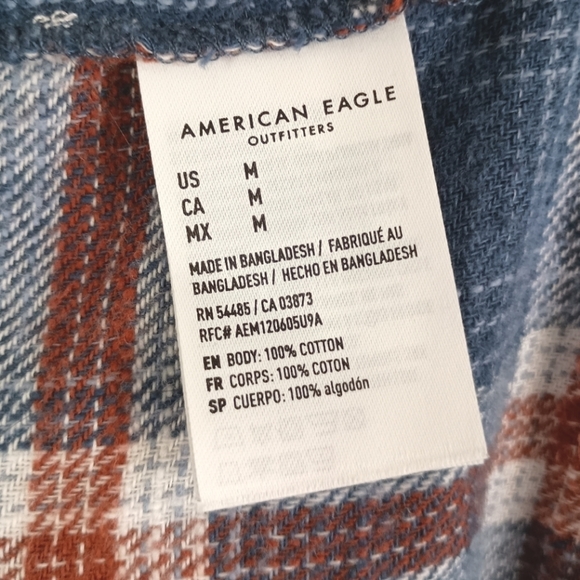 AMERICAN EAGLE
OUTFITTERS
US M
CA M
MX M
MADE IN BANGLADESH / FABRIQUÉ AU
BANGLADESH / HECHO EN BANGLADESH
RN 54485 / CA 03873
RFC# AEM120605U9A
EN BODY: 100% COTTON
FR CORPS: 100% COTON
SP CUERPO: 100% algodón